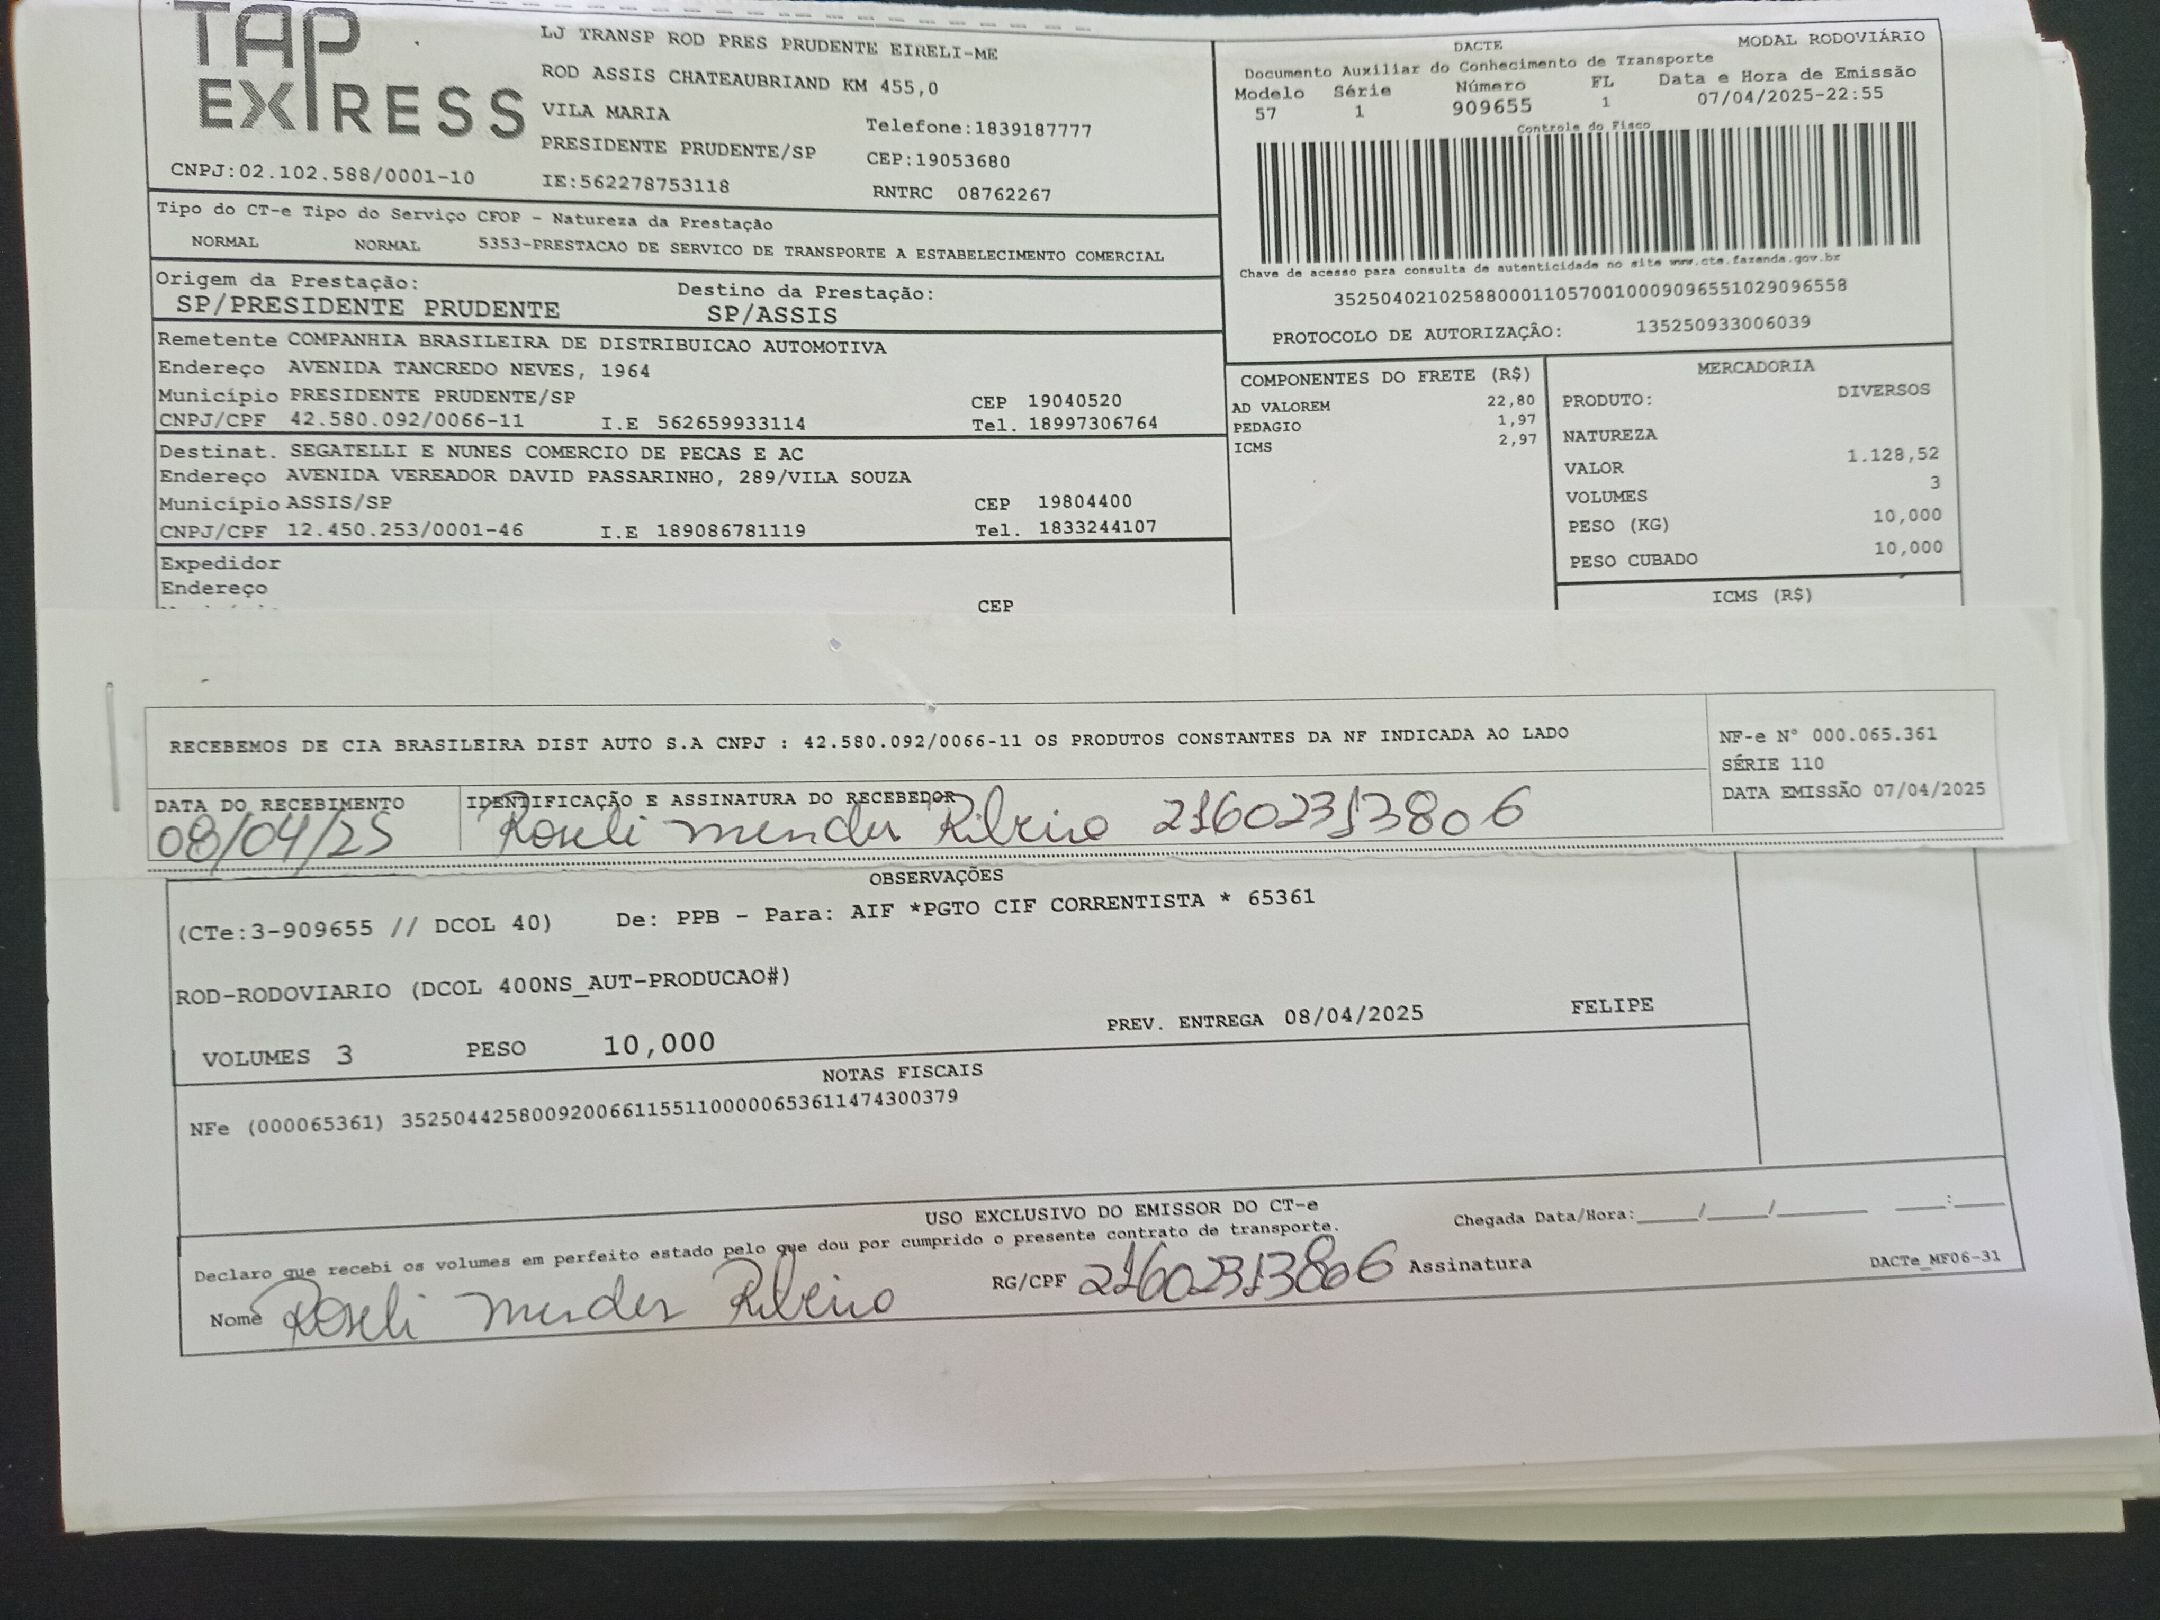 TAP
EXPRESS
CNPJ:02.102.588/0001-10
LJ TRANSP ROD PRES PRUDENTE EIRELI-ME
ROD ASSIS CHATEAUBRIAND KM 455,0
VILA MARIA
Telefone:1839187777
PRESIDENTE PRUDENTE/SP CEP:19053680
IE:562278753118 RNTRC 08762267
DACTE MODAL RODOVIÁRIO
Documento Auxiliar do Conhecimento de Transporte
Modelo Série Número FL Data e Hora de Emissão
57 1 909655 1 07/04/2025-22:55
Controle do Fisco
Chave de acesso para consulta de autenticidade no site www.cte.fazenda.gov.br
35250402102588000110570010009096551029096558
PROTOCOLO DE AUTORIZAÇÃO: 135250933006039
Tipo do CT-e Tipo do Serviço CFOP - Natureza da Prestação
NORMAL NORMAL 5353-PRESTACAO DE SERVICO DE TRANSPORTE A ESTABELECIMENTO COMERCIAL
Origem da Prestação: Destino da Prestação:
SP/PRESIDENTE PRUDENTE SP/ASSIS
Remetente COMPANHIA BRASILEIRA DE DISTRIBUICAO AUTOMOTIVA
Endereço AVENIDA TANCREDO NEVES, 1964
Município PRESIDENTE PRUDENTE/SP CEP 19040520
CNPJ/CPF 42.580.092/0066-11 I.E 562659933114 Tel. 18997306764
Destinat. SEGATELLI E NUNES COMERCIO DE PECAS E AC
Endereço AVENIDA VEREADOR DAVID PASSARINHO, 289/VILA SOUZA
Município ASSIS/SP CEP 19804400
CNPJ/CPF 12.450.253/0001-46 I.E 189086781119 Tel. 1833244107
Expedidor
Endereço
CEP
COMPONENTES DO FRETE (R$)
AD VALOREM 22,80
PEDAGIO 1,97
ICMS 2,97
MERCADORIA
PRODUTO: DIVERSOS
NATUREZA
VALOR 1.128,52
VOLUMES 3
PESO (KG) 10,000
PESO CUBADO 10,000
ICMS (R$)
RECEBEMOS DE CIA BRASILEIRA DIST AUTO S.A CNPJ : 42.580.092/0066-11 OS PRODUTOS CONSTANTES DA NF INDICADA AO LADO
NF-e N° 000.065.361
SÉRIE 110
DATA EMISSÃO 07/04/2025
DATA DO RECEBIMENTO IDENTIFICAÇÃO E ASSINATURA DO RECEBEDOR
08/04/25 Roseli Mendes Ribeiro 21602313806
OBSERVAÇÕES
(CTe:3-909655 // DCOL 40) De: PPB - Para: AIF *PGTO CIF CORRENTISTA * 65361
ROD-RODOVIARIO (DCOL 400NS_AUT-PRODUCAO#)
PREV. ENTREGA 08/04/2025 FELIPE
VOLUMES 3 PESO 10,000
NOTAS FISCAIS
NFe (000065361) 35250442580092006611551100000653611474300379
USO EXCLUSIVO DO EMISSOR DO CT-e
Declaro que recebi os volumes em perfeito estado pelo que dou por cumprido o presente contrato de transporte. Chegada Data/Hora:____/____/______ ___:___
Nome Roseli Mendes Ribeiro RG/CPF 21602313806 Assinatura DACTe_MF06-31